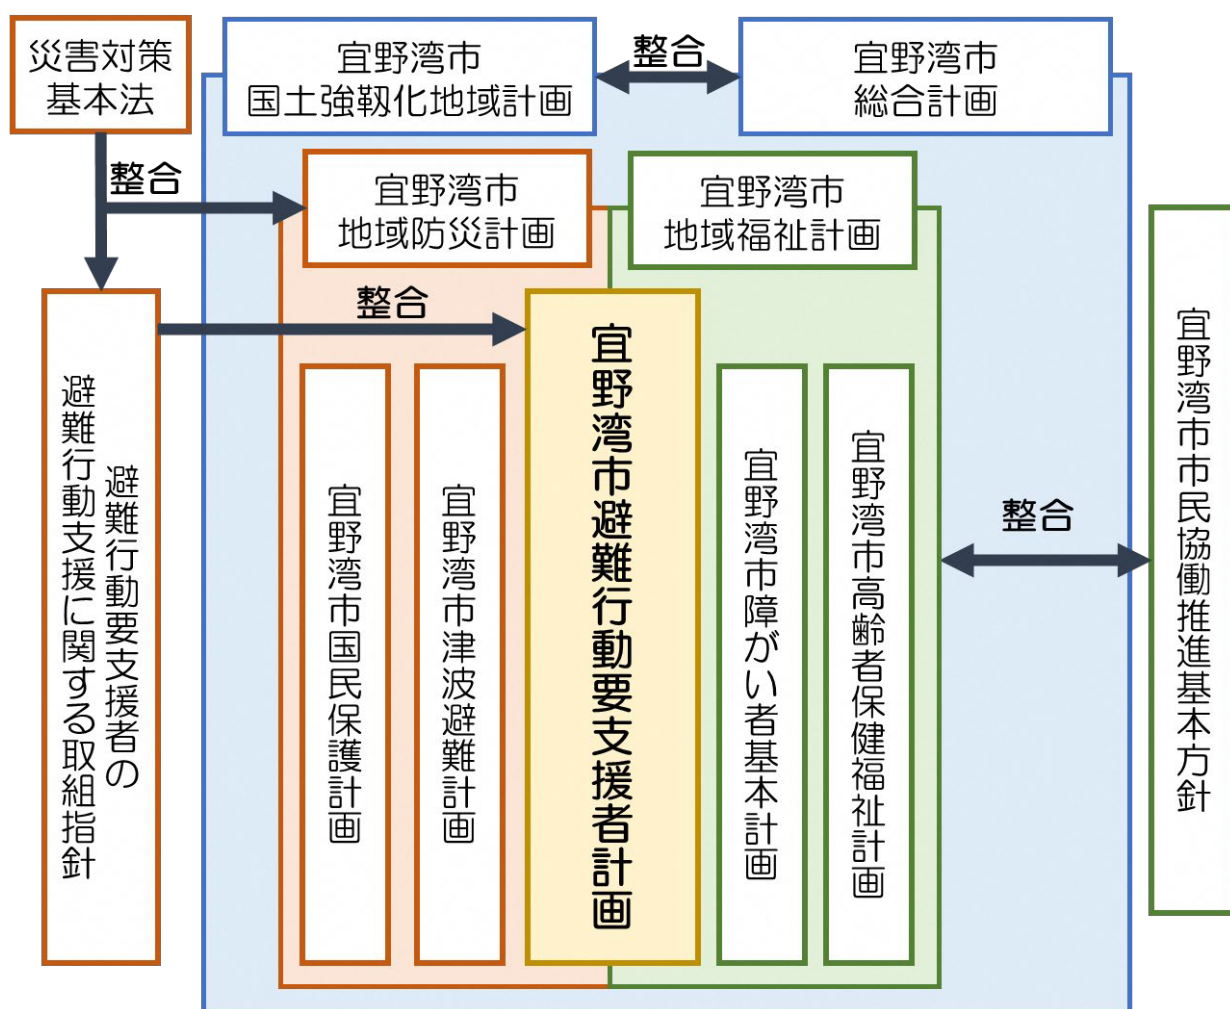 災害対策
基本法
宜野湾市
国土強靱化地域計画
整合
宜野湾市
総合計画
整合
宜野湾市
地域防災計画
宜野湾市
地域福祉計画
整合
避難行動要支援者の
避難行動支援に関する取組指針
宜野湾市国民保護計画
宜野湾市津波避難計画
宜野湾市避難行動要支援者計画
宜野湾市障がい者基本計画
宜野湾市高齢者保健福祉計画
整合
宜野湾市市民協働推進基本方針